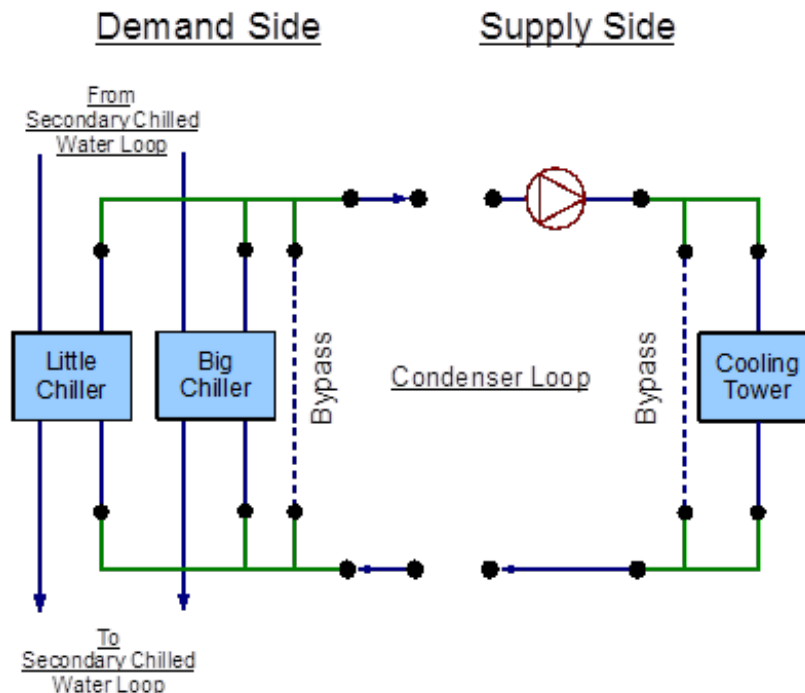 Demand Side
Supply Side
From
Secondary Chilled
Water Loop
Little
Chiller
Big
Chiller
Bypass
Condenser Loop
Bypass
Cooling
Tower
To
Secondary Chilled
Water Loop